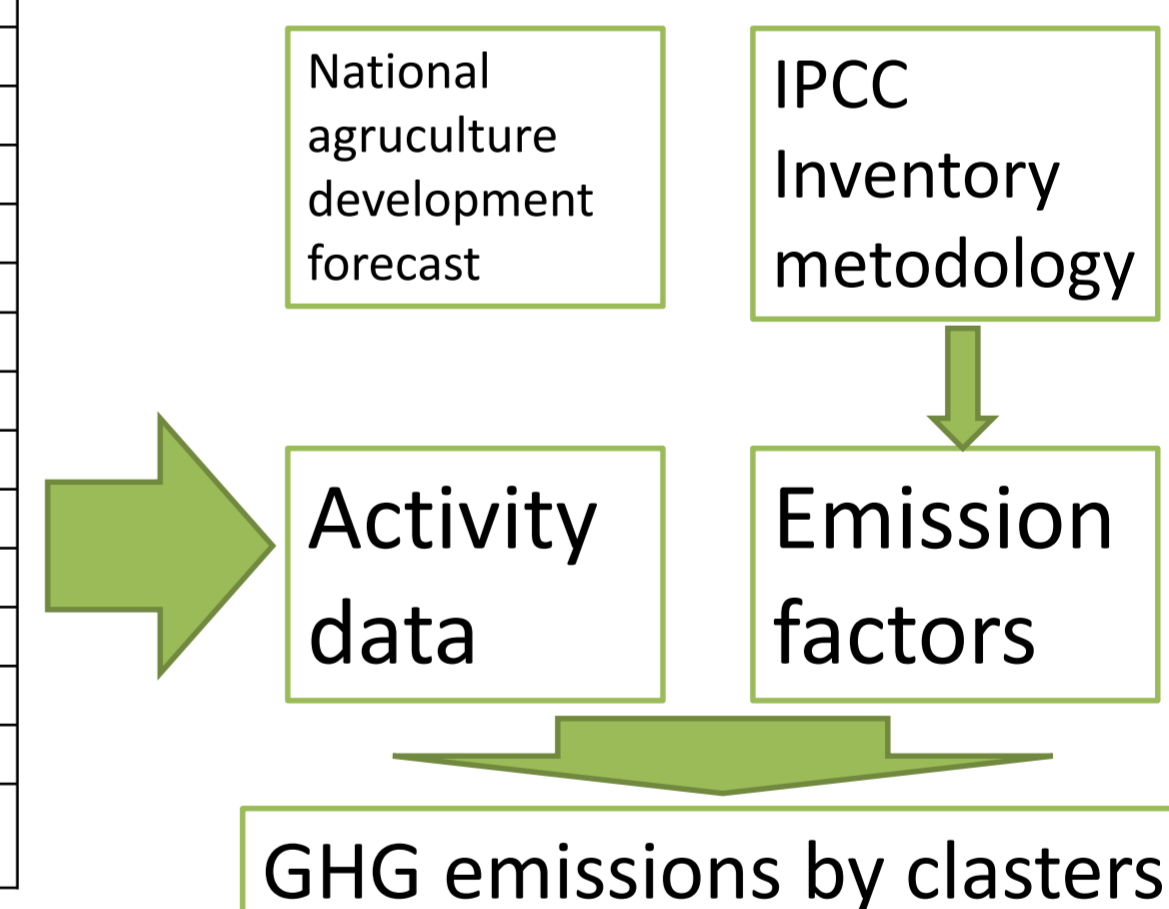 National
agruculture
development
forecast
IPCC
Inventory
metodology
Activity
data
Emission
factors
GHG emissions by clasters